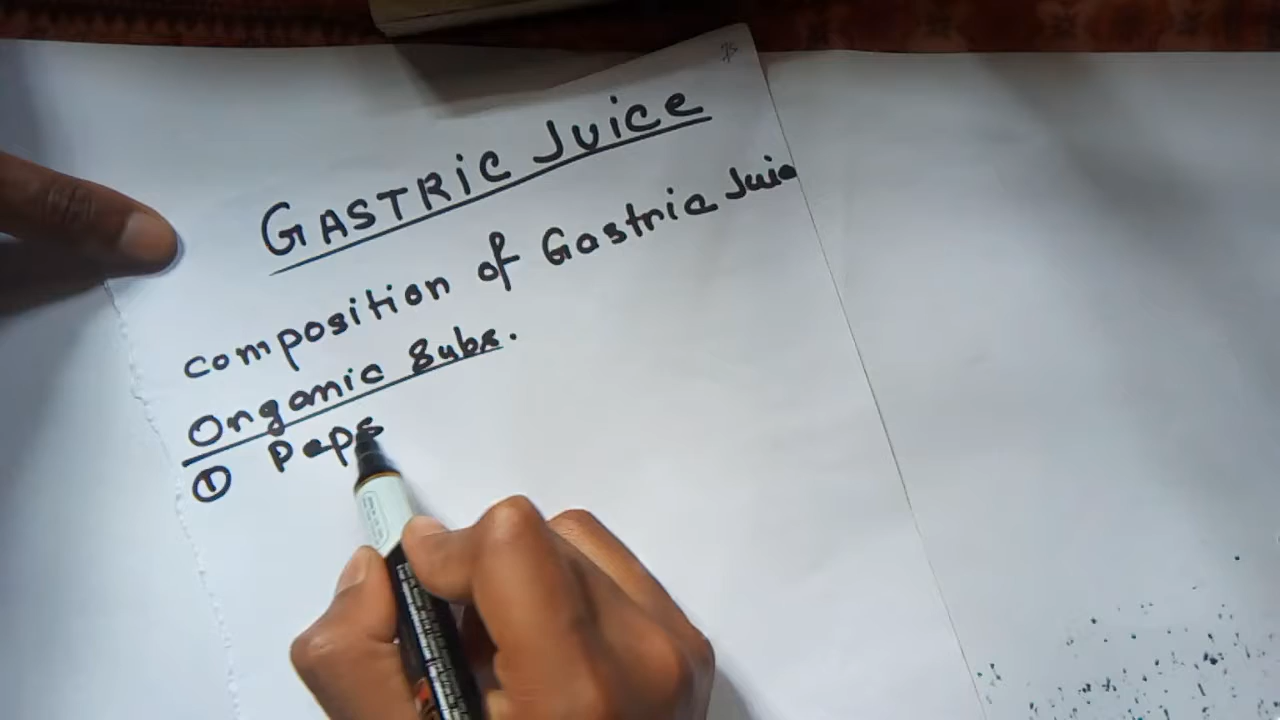 GASTRIC JUICE
composition of Gastric Juic
Organic Subs.
① Peps